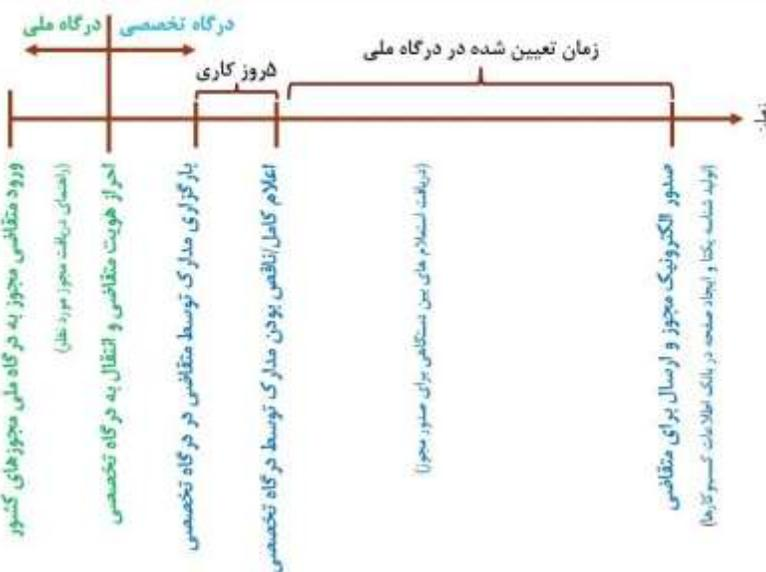 درگاه ملی
درگاه تخصصی
۵روز کاری
زمان تعیین شده در درگاه ملی
زمان
ورود متقاضی مجوز به درگاه ملی مجوزهای کشور
(راهنمای دریافت مجوز مورد نظر)
احراز هویت متقاضی و انتقال به درگاه تخصصی
بارگزاری مدارک توسط متقاضی در درگاه تخصصی
اعلام کامل/ناقص بودن مدارک توسط درگاه تخصصی
(دریافت استعلام های بین دستگاهی برای صدور مجوز)
صدور الکترونیک مجوز و ارسال برای متقاضی
(تولید شناسه یکتا و ایجاد صفحه در بانک اطلاعات کسبوکارها)